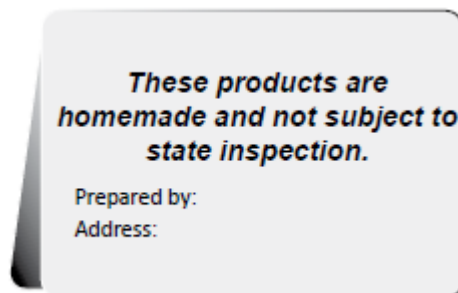 These products are
homemade and not subject to
state inspection.
Prepared by:
Address: